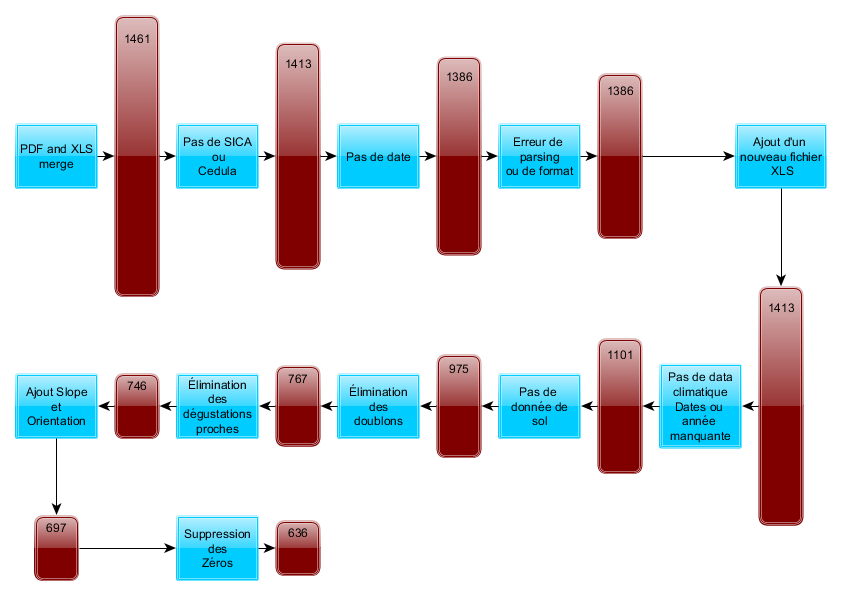 PDF and XLS
merge
1461
Pas de SICA
ou
Cedula
1413
Pas de date
1386
Erreur de
parsing
ou de format
1386
Ajout d'un
nouveau fichier
XLS
1413
Pas de data
climatique
Dates ou
année
manquante
1101
Pas de
donnée de
sol
975
Élimination
des
doublons
767
Élimination
des
dégustations
proches
746
Ajout Slope
et
Orientation
697
Suppression
des
Zéros
636